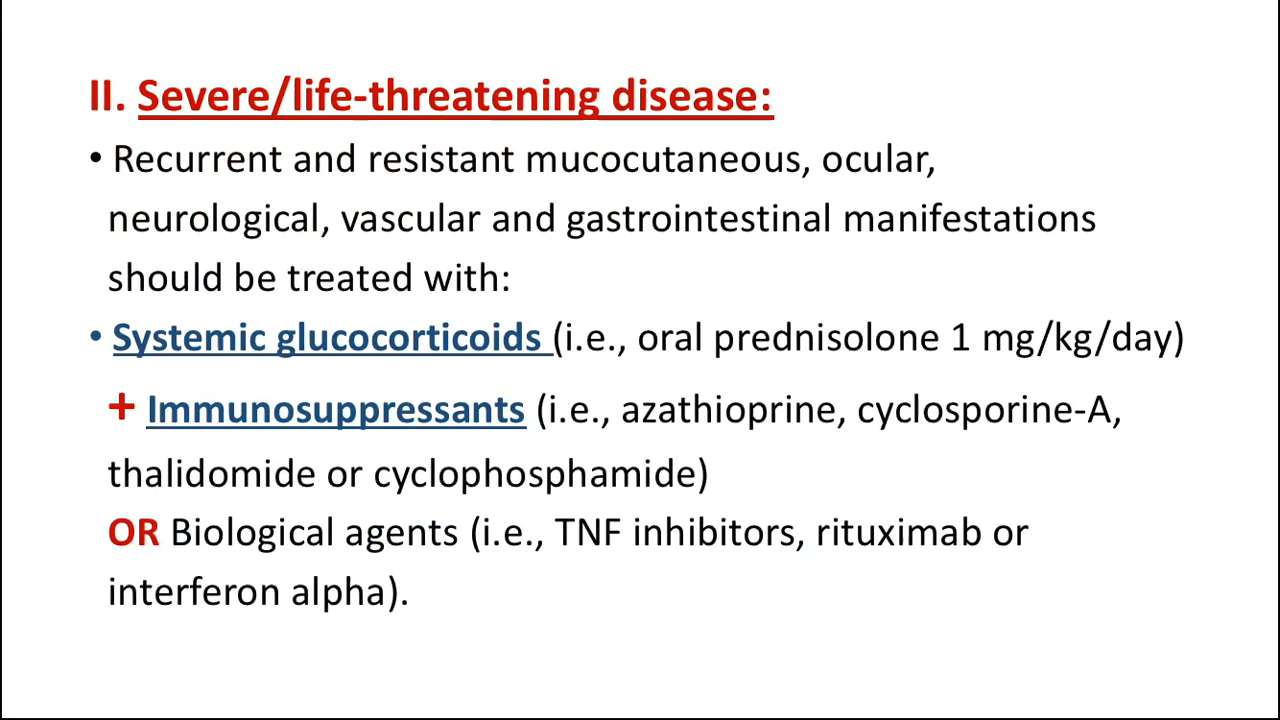 II. Severe/life-threatening disease:
• Recurrent and resistant mucocutaneous, ocular,
neurological, vascular and gastrointestinal manifestations
should be treated with:
• Systemic glucocorticoids (i.e., oral prednisolone 1 mg/kg/day)
+ Immunosuppressants (i.e., azathioprine, cyclosporine-A,
thalidomide or cyclophosphamide)
OR Biological agents (i.e., TNF inhibitors, rituximab or
interferon alpha).